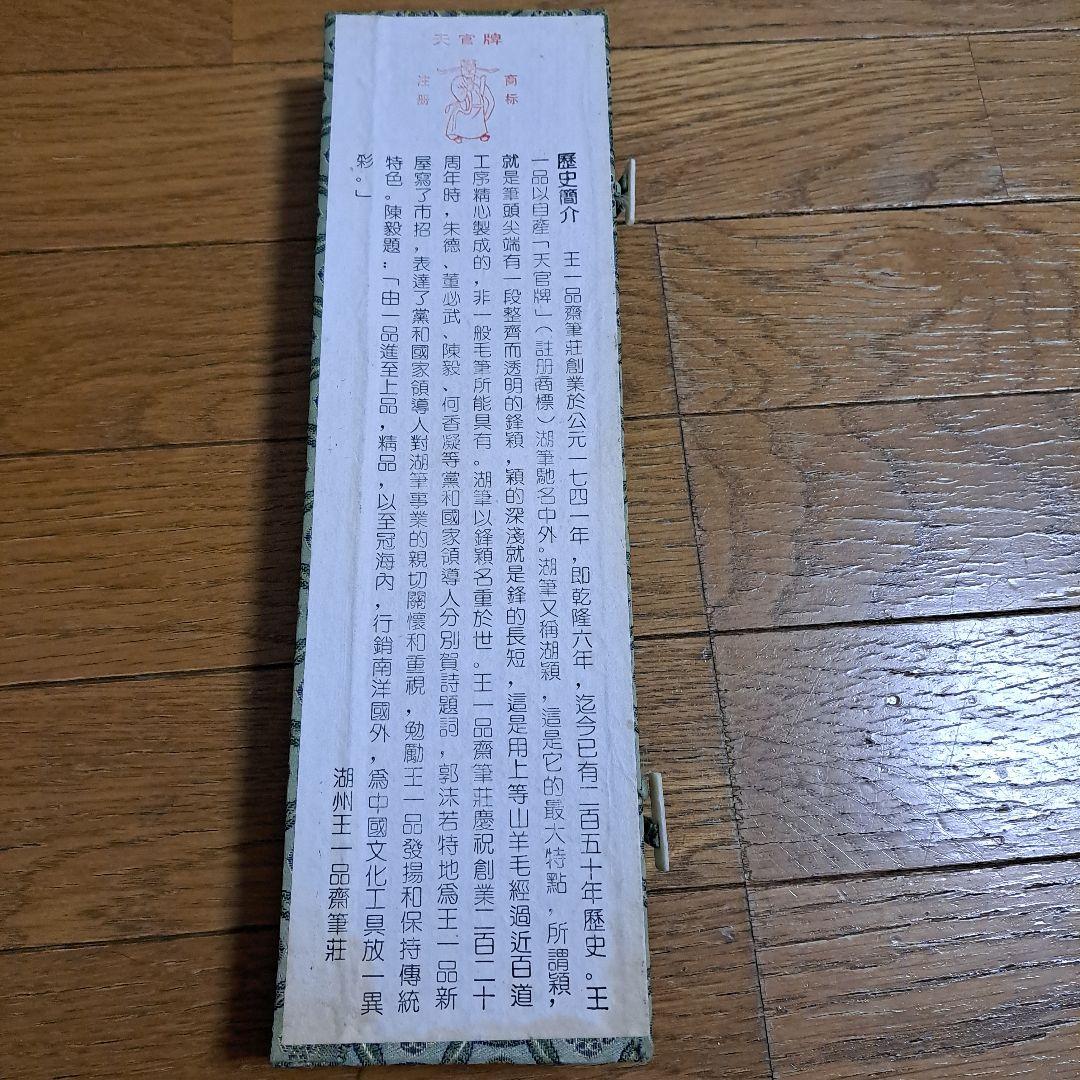 天官牌
注册
商标
歷史簡介　王一品齋筆莊創業於公元一七四一年，即乾隆六年，迄今已有二百五十年歷史。王
一品以自產「天官牌」（註册商標）湖筆馳名中外。湖筆又稱湖穎，這是它的最大特點，所謂穎，
就是筆頭尖端有一段整齊而透明的鋒穎，穎的深淺就是鋒的長短，這是用上等山羊毛經過近百道
工序精心製成的，非一般毛筆所能具有。湖筆以鋒穎名重於世。王一品齋筆莊慶祝創業二百二十
周年時，朱德、董必武、陳毅、何香凝等黨和國家領導人分別賀詩題詞，郭沫若特地爲王一品新
屋寫了市招，表達了黨和國家領導人對湖筆事業的親切關懷和重視，勉勵王一品發揚和保持傳統
特色。陳毅題：「由一品進至上品，精品，以至冠海內，行銷南洋國外，爲中國文化工具放一異
彩。」
湖州王一品齋筆莊